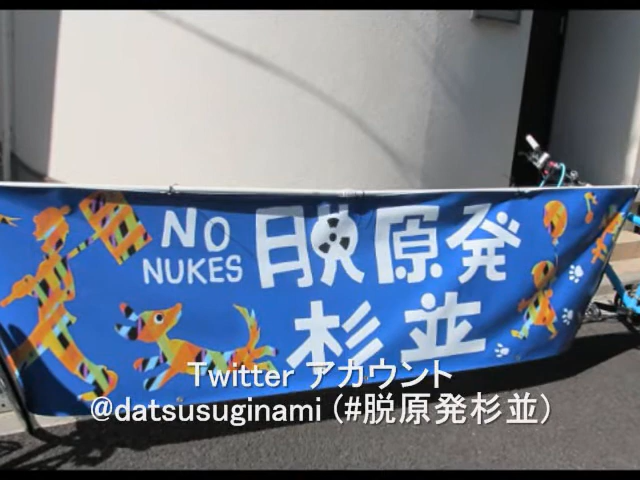 NO
NUKES
脱原発
杉並
Twitter アカウント
@datsusuginami (#脱原発杉並)